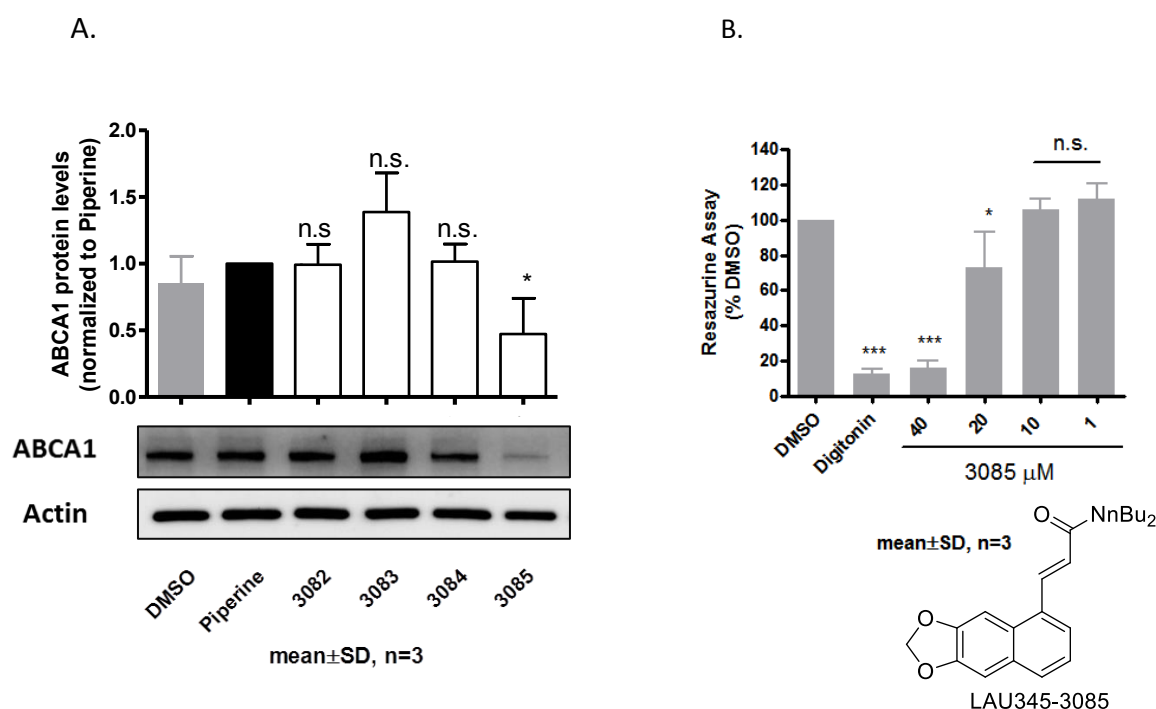 A.
ABCA1 protein levels
(normalized to Piperine)
2.0
1.5
1.0
0.5
0.0
n.s
n.s.
n.s.
*
ABCA1
Actin
DMSO
Piperine
3082
3083
3084
3085
mean±SD, n=3
B.
Resazurine Assay
(% DMSO)
140
120
100
80
60
40
20
0
***
***
*
n.s.
DMSO
Digitonin
40
20
10
1
3085 μM
mean±SD, n=3
O
NnBu2
O
O
LAU345-3085